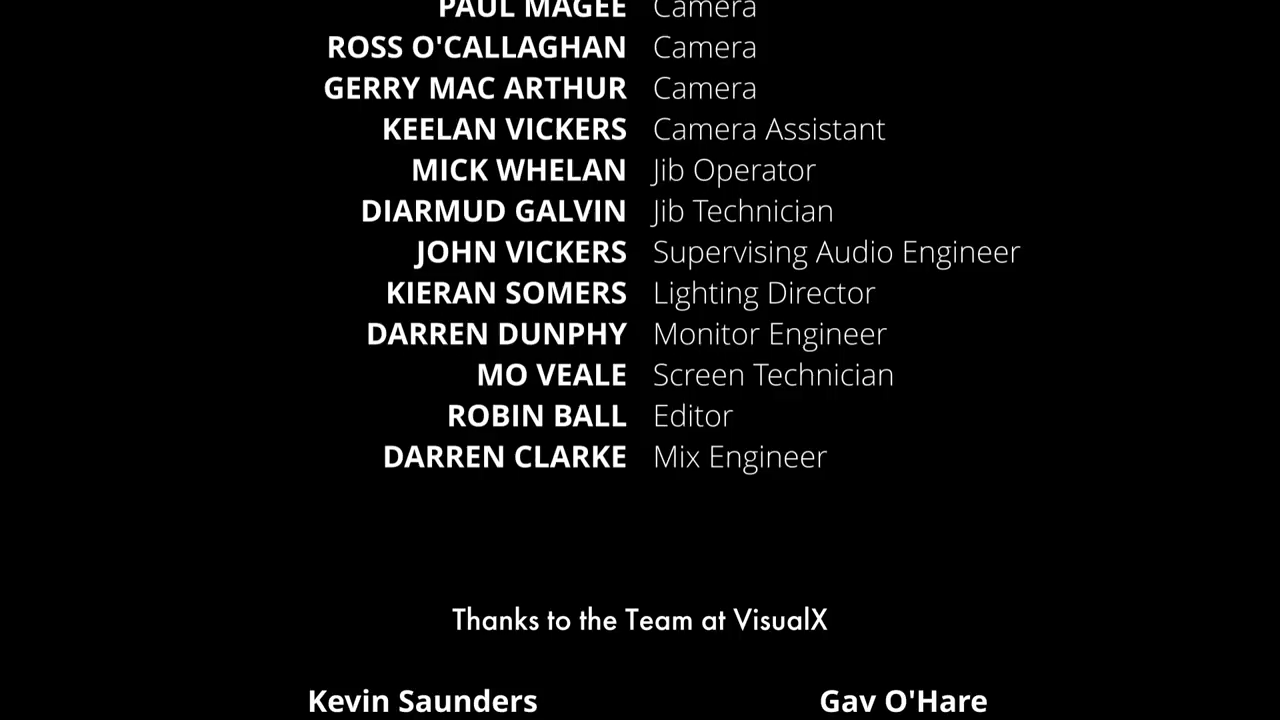 PAUL MAGEE Camera
ROSS O'CALLAGHAN Camera
GERRY MAC ARTHUR Camera
KEELAN VICKERS Camera Assistant
MICK WHELAN Jib Operator
DIARMUD GALVIN Jib Technician
JOHN VICKERS Supervising Audio Engineer
KIERAN SOMERS Lighting Director
DARREN DUNPHY Monitor Engineer
MO VEALE Screen Technician
ROBIN BALL Editor
DARREN CLARKE Mix Engineer
Thanks to the Team at VisualX
Kevin Saunders Gav O'Hare